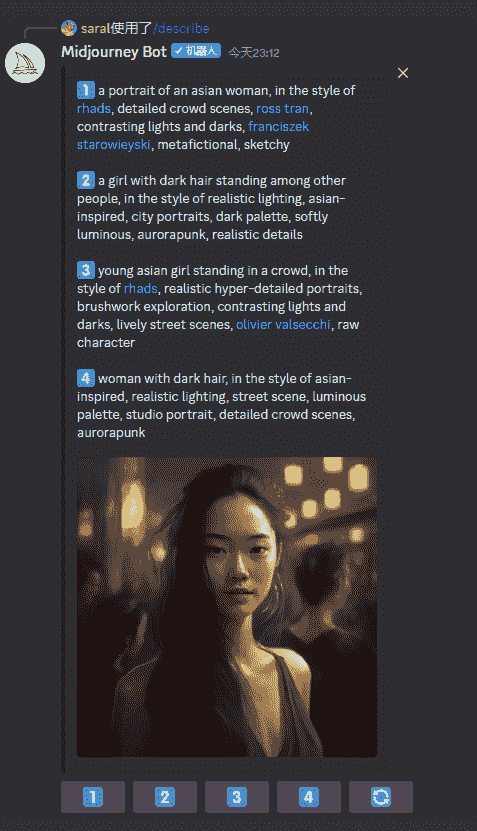 saral使用了/describe
Midjourney Bot ✓ 机器人 今天23:12
1 a portrait of an asian woman, in the style of
rhads, detailed crowd scenes, ross tran,
contrasting lights and darks, franciszek
starowieyski, metafictional, sketchy
2 a girl with dark hair standing among other
people, in the style of realistic lighting, asian-
inspired, city portraits, dark palette, softly
luminous, aurorapunk, realistic details
3 young asian girl standing in a crowd, in the
style of rhads, realistic hyper-detailed portraits,
brushwork exploration, contrasting lights and
darks, lively street scenes, olivier valsecchi, raw
character
4 woman with dark hair, in the style of asian-
inspired, realistic lighting, street scene, luminous
palette, studio portrait, detailed crowd scenes,
aurorapunk
1 2 3 4